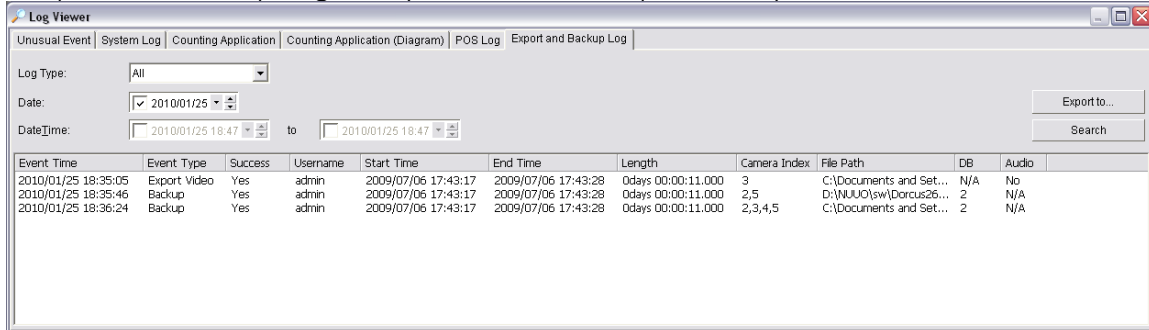 Log Viewer
Unusual Event System Log Counting Application Counting Application (Diagram) POS Log Export and Backup Log
Log Type: All
Date: 2010/01/25
Export to...
DateTime: 2010/01/25 18:47 to 2010/01/25 18:47
Search
Event Time Event Type Success Username Start Time End Time Length Camera Index File Path DB Audio
2010/01/25 18:35:05 Export Video Yes admin 2009/07/06 17:43:17 2009/07/06 17:43:28 0days 00:00:11.000 3 C:\Documents and Set... N/A No
2010/01/25 18:35:46 Backup Yes admin 2009/07/06 17:43:17 2009/07/06 17:43:28 0days 00:00:11.000 2,5 D:\NUUO\sw\Dorcus26... 2 N/A
2010/01/25 18:36:24 Backup Yes admin 2009/07/06 17:43:17 2009/07/06 17:43:28 0days 00:00:11.000 2,3,4,5 C:\Documents and Set... 2 N/A